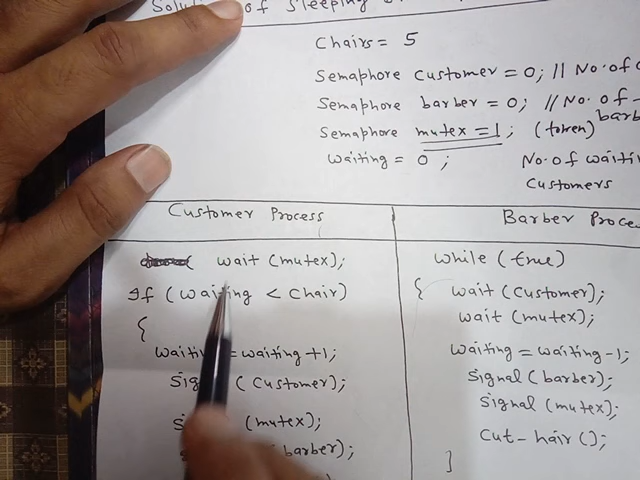 of Sleeping
Chairs = 5
Semaphore Customer = 0; // No. of
Semaphore barber = 0; // No. of
Semaphore mutex = 1; (token)
waiting = 0; No. of waiting
Customers
Customer Process
wait (mutex);
If (waiting < Chair)
{
waiting = waiting + 1;
Signal (Customer);
(mutex);
barber);
Barber Process
while (true)
{ wait (Customer);
wait (mutex);
waiting = waiting - 1;
Signal (barber);
Signal (mutex);
Cut-hair ();
}